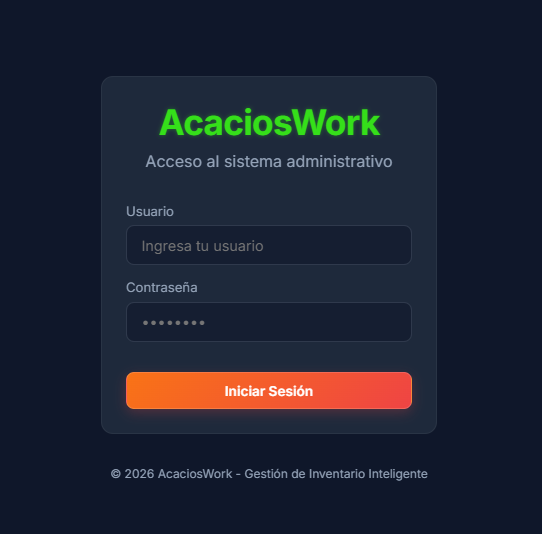 AcaciosWork
Acceso al sistema administrativo
Usuario
Ingresa tu usuario
Contraseña
••••••••
Iniciar Sesión
© 2026 AcaciosWork - Gestión de Inventario Inteligente